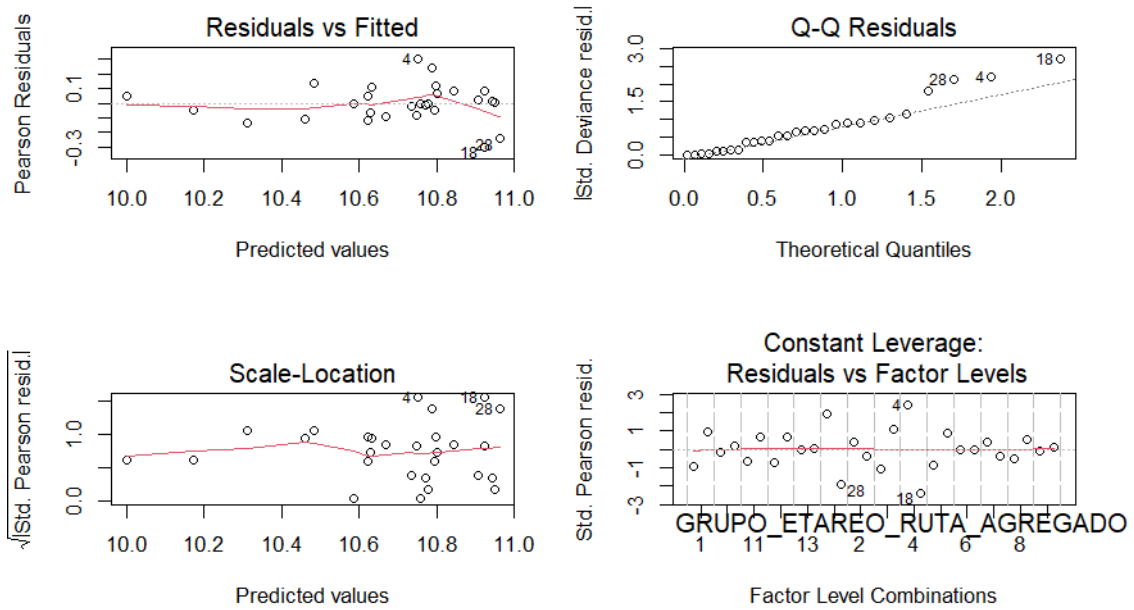 Residuals vs Fitted
Pearson Residuals
0.1
-0.3
4
18
28
10.0 10.2 10.4 10.6 10.8 11.0
Predicted values
Q-Q Residuals
|Std. Deviance resid.|
3.0
1.5
0.0
28
4
18
0.0 0.5 1.0 1.5 2.0
Theoretical Quantiles
Scale-Location
√|Std. Pearson resid.|
1.0
0.0
4
18
28
10.0 10.2 10.4 10.6 10.8 11.0
Predicted values
Constant Leverage:
Residuals vs Factor Levels
Std. Pearson resid.
3
1
-1
-3
4
28
18
GRUPO_ETAREO_RUTA_AGREGADO
1 11 13 2 4 6 8
Factor Level Combinations